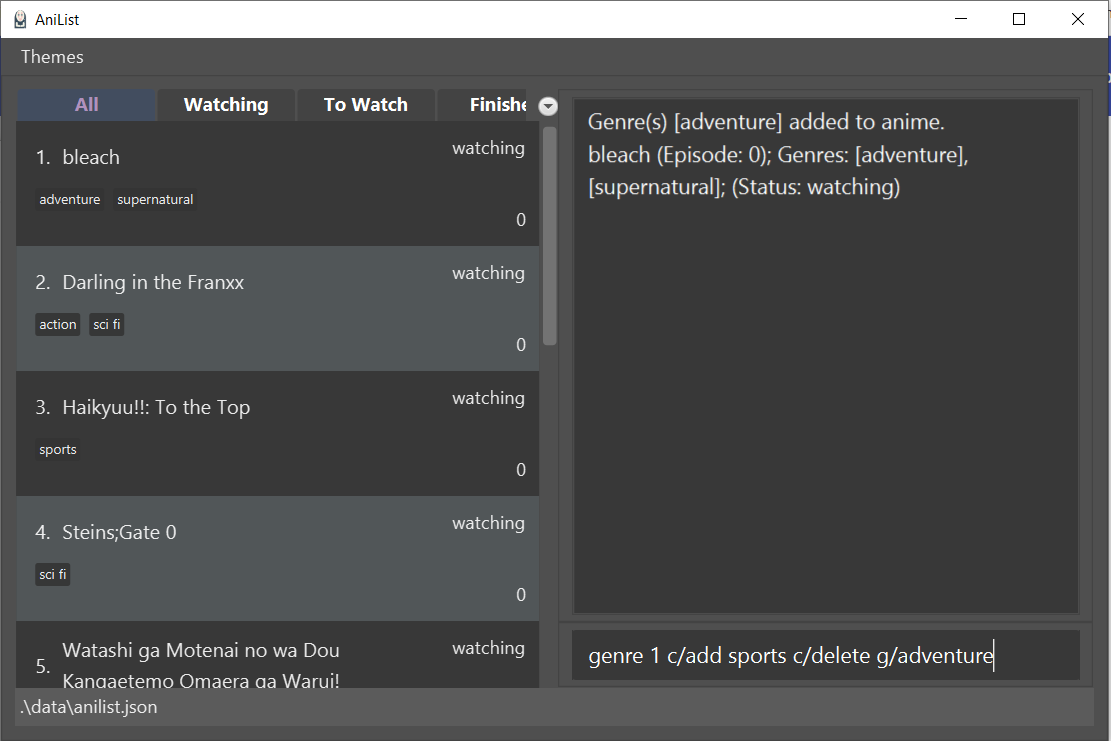 AniList
Themes
All
Watching
To Watch
Finishe
1. bleach
watching
adventure supernatural
0
2. Darling in the Franxx
watching
action sci fi
0
3. Haikyuu!!: To the Top
watching
sports
0
4. Steins;Gate 0
watching
sci fi
0
5. Watashi ga Motenai no wa Dou
Kangaetemo Omaera ga Warui!
watching
Genre(s) [adventure] added to anime.
bleach (Episode: 0); Genres: [adventure],
[supernatural]; (Status: watching)
genre 1 c/add sports c/delete g/adventure
.\data\anilist.json